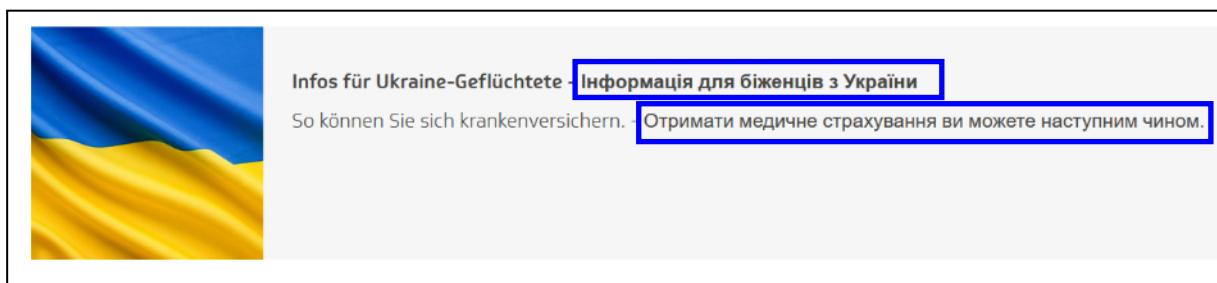 Infos für Ukraine-Geflüchtete - Інформація для біженців з України
So können Sie sich krankenversichern. - Отримати медичне страхування ви можете наступним чином.